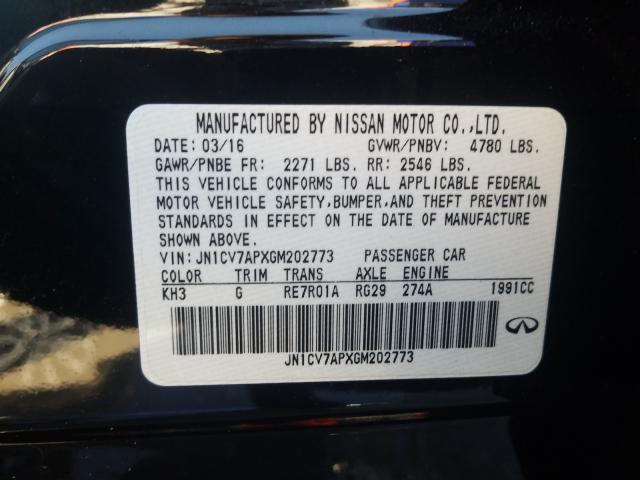 MANUFACTURED BY NISSAN MOTOR CO.,LTD.
DATE: 03/16 GVWR/PNBV: 4780 LBS.
GAWR/PNBE FR: 2271 LBS. RR: 2546 LBS.
THIS VEHICLE CONFORMS TO ALL APPLICABLE FEDERAL
MOTOR VEHICLE SAFETY,BUMPER,AND THEFT PREVENTION
STANDARDS IN EFFECT ON THE DATE OF MANUFACTURE
SHOWN ABOVE.
VIN: JN1CV7APXGM202773 PASSENGER CAR
COLOR TRIM TRANS AXLE ENGINE
KH3 G RE7R01A RG29 274A 1991CC
JN1CV7APXGM202773
INFINITI